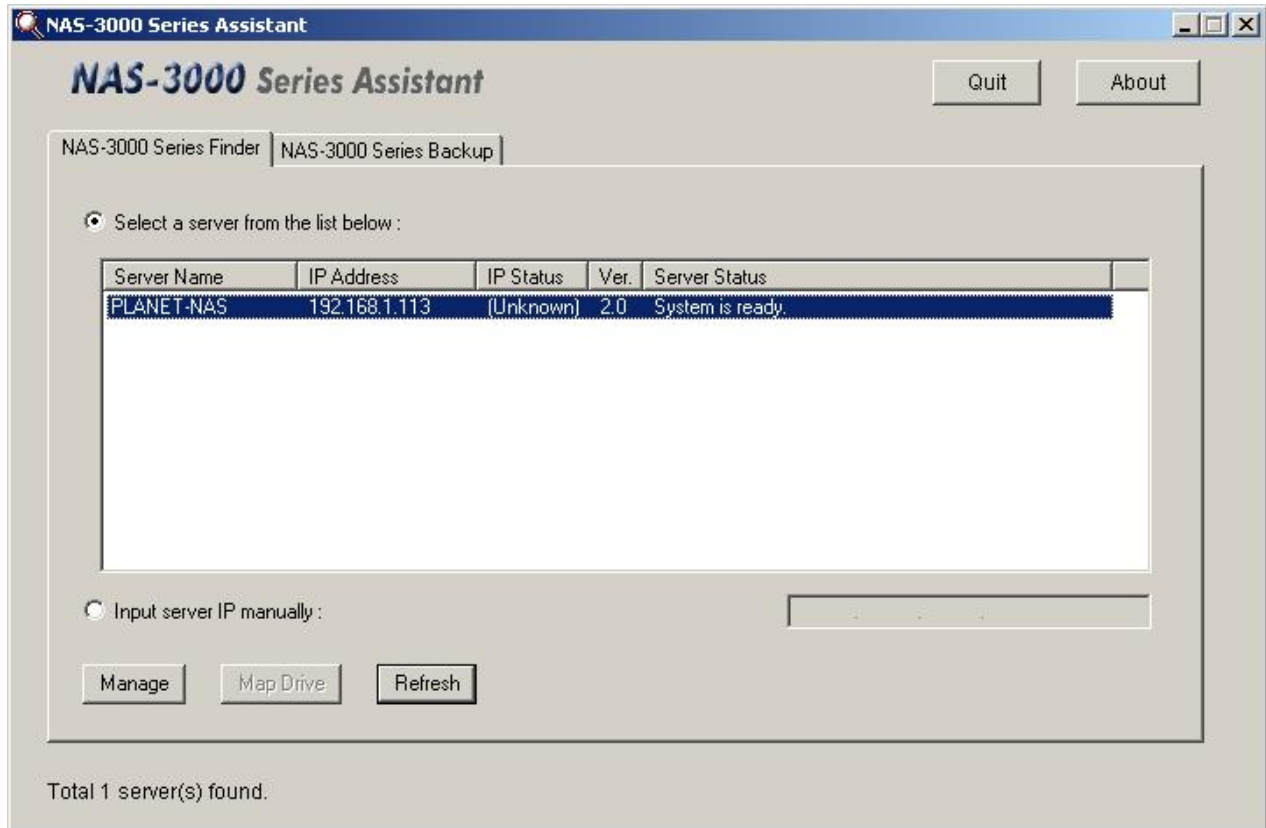 NAS-3000 Series Assistant
NAS-3000 Series Assistant
Quit
About
NAS-3000 Series Finder
NAS-3000 Series Backup
Select a server from the list below :
Server Name IP Address IP Status Ver. Server Status
PLANET-NAS 192.168.1.113 (Unknown) 2.0 System is ready.
Input server IP manually :
Manage
Map Drive
Refresh
Total 1 server(s) found.